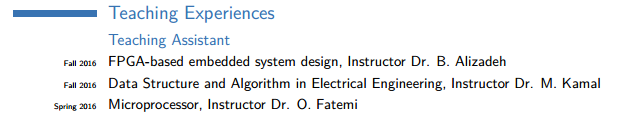 Teaching Experiences
Teaching Assistant
Fall 2016 FPGA-based embedded system design, Instructor Dr. B. Alizadeh
Fall 2016 Data Structure and Algorithm in Electrical Engineering, Instructor Dr. M. Kamal
Spring 2016 Microprocessor, Instructor Dr. O. Fatemi